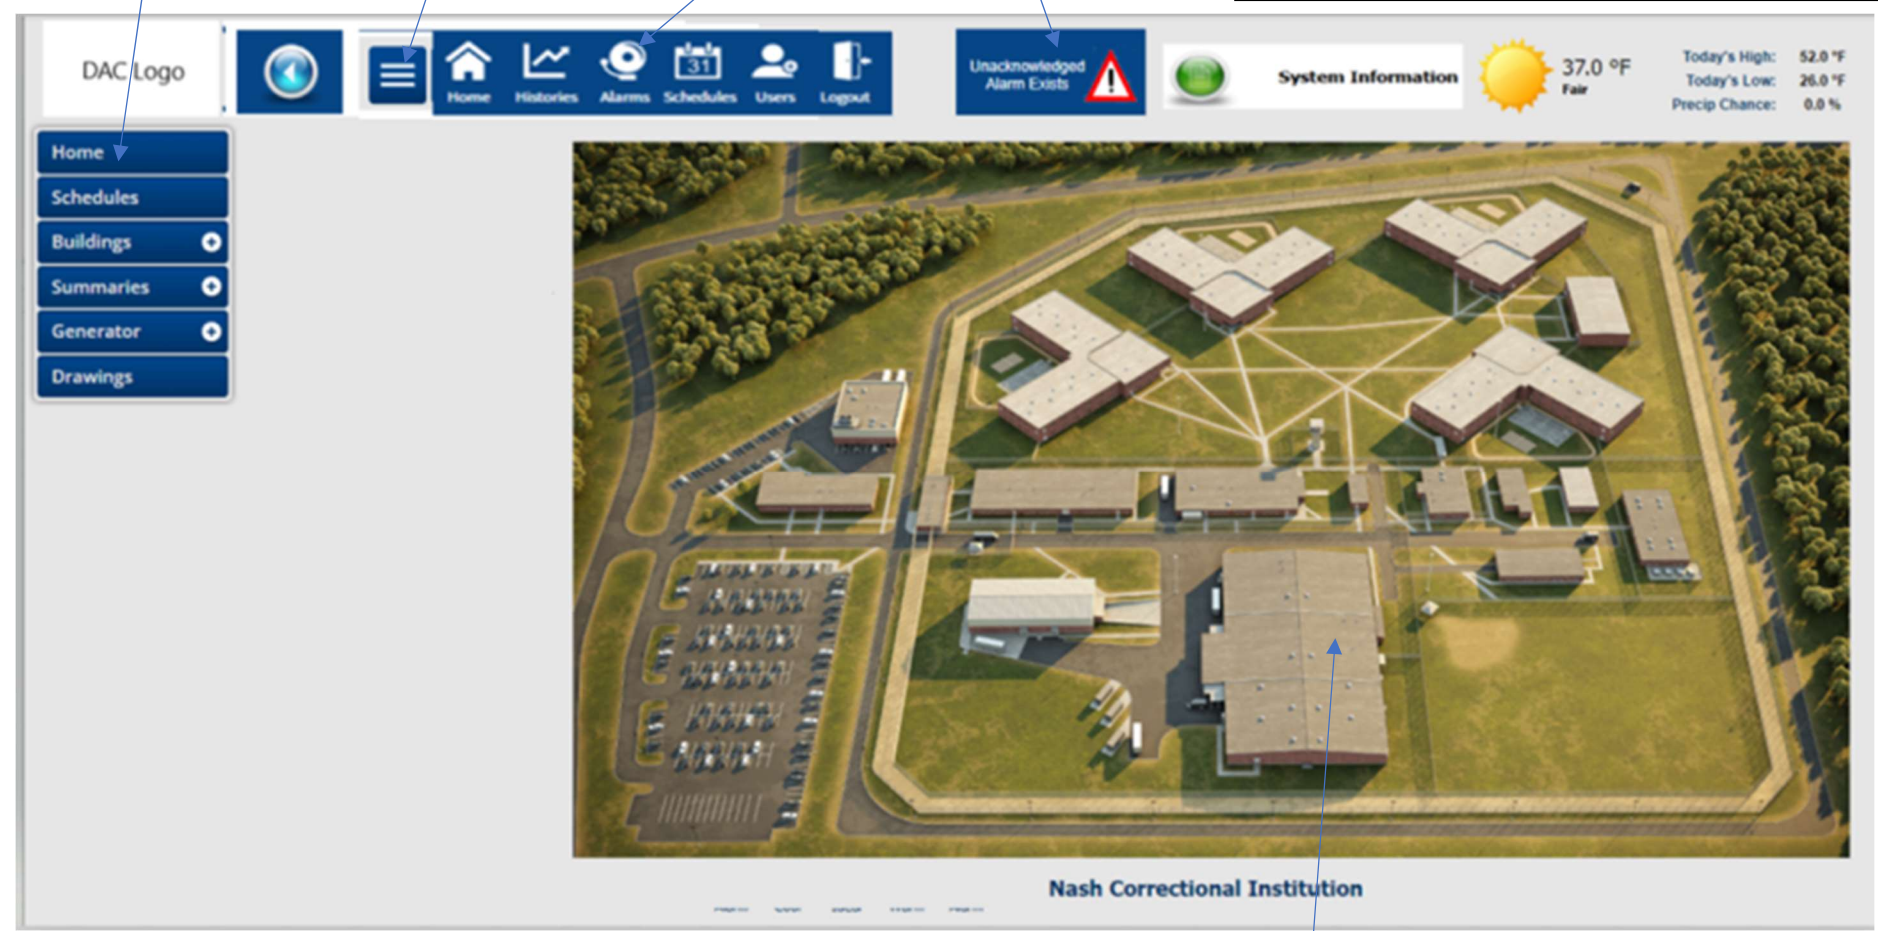 DAC Logo
Home
Histories
Alarms
31
Schedules
Users
Logout
Unacknowledged
Alarm Exists
System Information
37.0 °F
Fair
Today's High: 52.0 °F
Today's Low: 26.0 °F
Precip Chance: 0.0 %
Home
Schedules
Buildings
Summaries
Generator
Drawings
Nash Correctional Institution